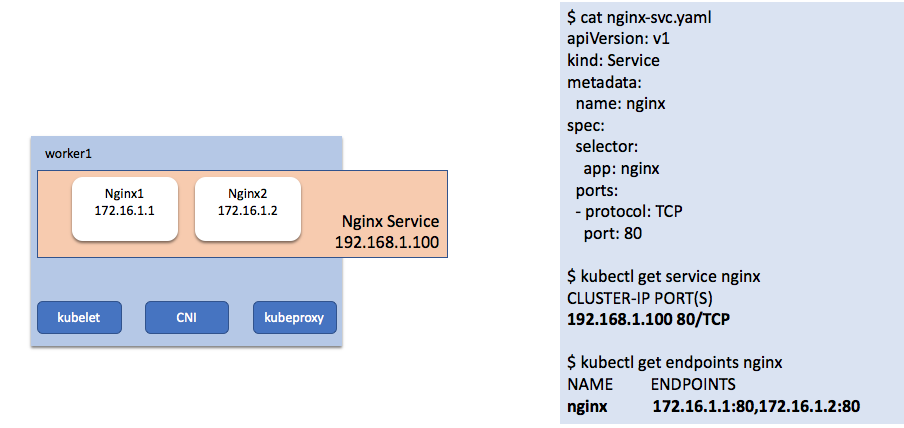 worker1
Nginx1
172.16.1.1
Nginx2
172.16.1.2
Nginx Service
192.168.1.100
kubelet
CNI
kubeproxy
$ cat nginx-svc.yaml
apiVersion: v1
kind: Service
metadata:
  name: nginx
spec:
  selector:
    app: nginx
  ports:
  - protocol: TCP
    port: 80
$ kubectl get service nginx
CLUSTER-IP PORT(S)
192.168.1.100 80/TCP
$ kubectl get endpoints nginx
NAME ENDPOINTS
nginx 172.16.1.1:80,172.16.1.2:80